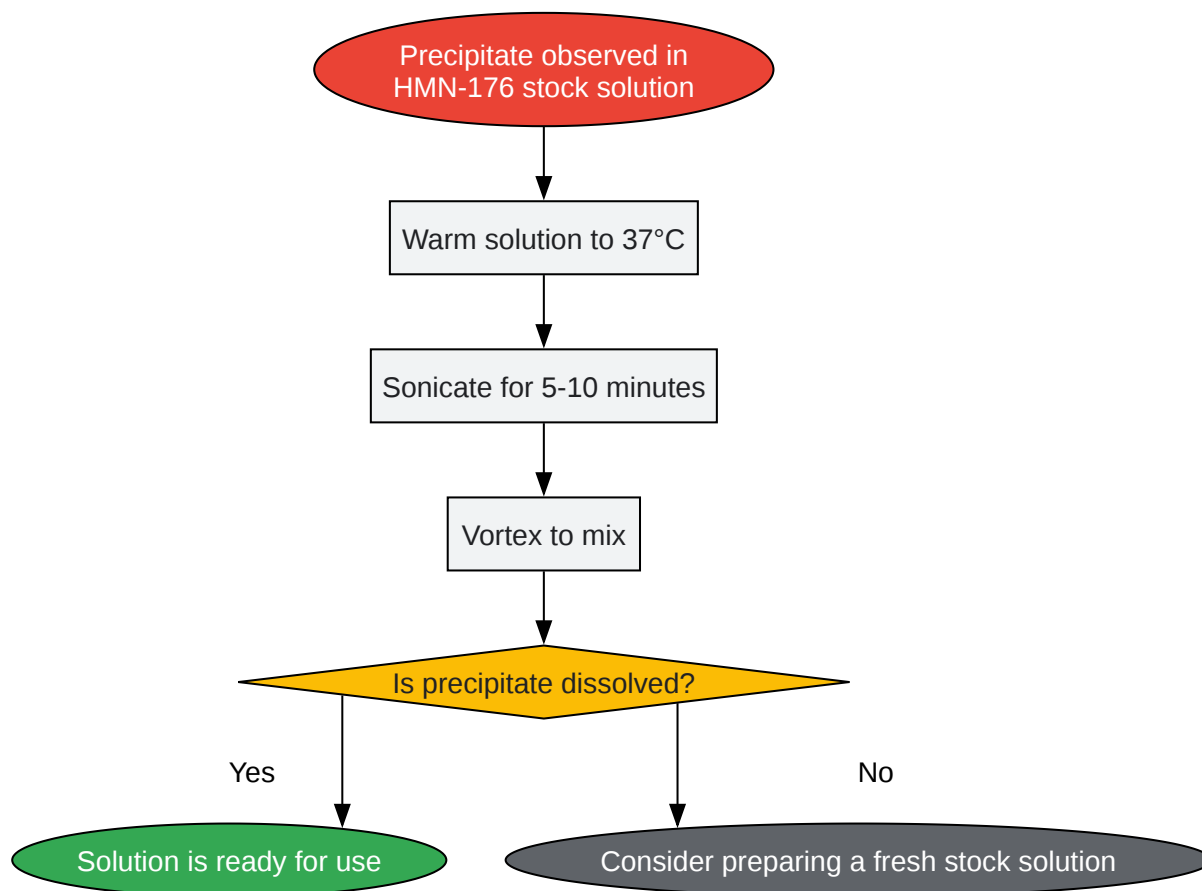 Precipitate observed in
HMN-176 stock solution
Warm solution to 37°C
Sonicate for 5-10 minutes
Vortex to mix
Is precipitate dissolved?
Yes
No
Solution is ready for use
Consider preparing a fresh stock solution